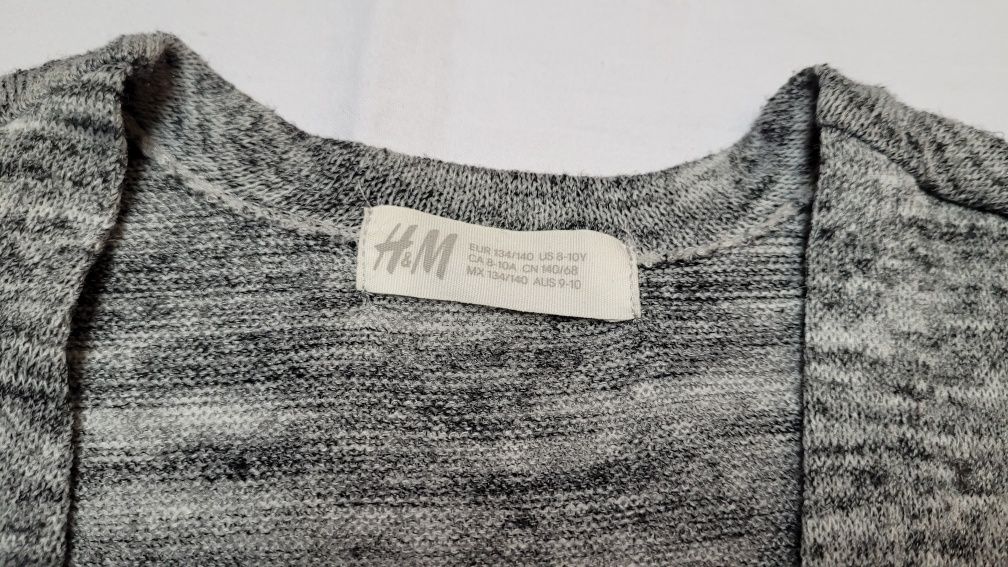 H&M
EUR 134/140 US 8-10Y
CA 8-10A CN 140/68
MX 134/140 AUS 9-10